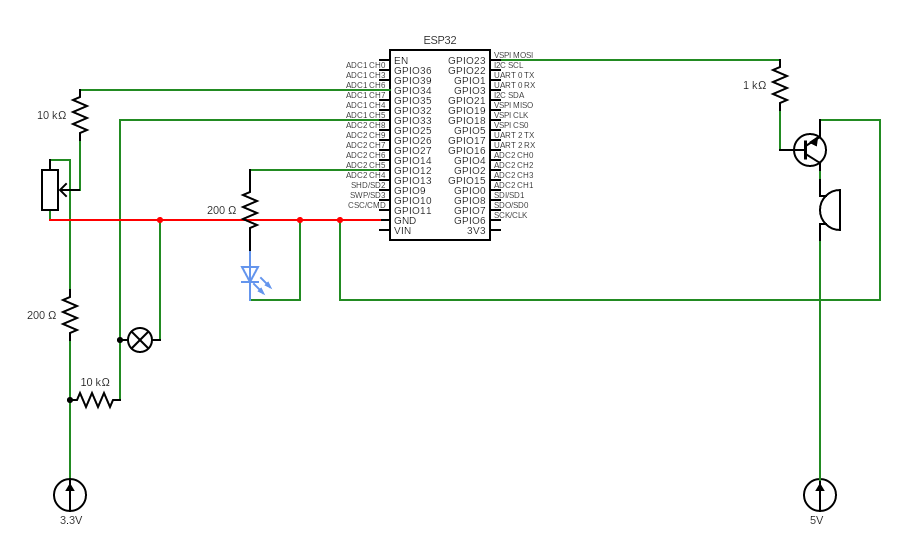 ESP32
VSPI MOSI
ADC1 CH0 EN GPIO23 I2C SCL
ADC1 CH3 GPIO36 GPIO22 UART 0 TX
ADC1 CH6 GPIO39 GPIO1 UART 0 RX
ADC1 CH7 GPIO34 GPIO3 I2C SDA
ADC1 CH4 GPIO35 GPIO21 VSPI MISO
ADC1 CH5 GPIO32 GPIO19 VSPI CLK
ADC2 CH8 GPIO33 GPIO18 VSPI CS0
ADC2 CH9 GPIO25 GPIO5 UART 2 TX
ADC2 CH7 GPIO26 GPIO17 UART 2 RX
ADC2 CH6 GPIO27 GPIO16 ADC2 CH0
ADC2 CH5 GPIO14 GPIO4 ADC2 CH2
ADC2 CH4 GPIO12 GPIO2 ADC2 CH3
SHD/SD2 GPIO13 GPIO15 ADC2 CH1
SWP/SD3 GPIO9 GPIO0 SDI/SD1
CSC/CMD GPIO10 GPIO8 SDO/SD0
GPIO11 GPIO7 SCK/CLK
GND GPIO6
VIN 3V3
1 kΩ
10 kΩ
200 Ω
200 Ω
10 kΩ
3.3V
5V